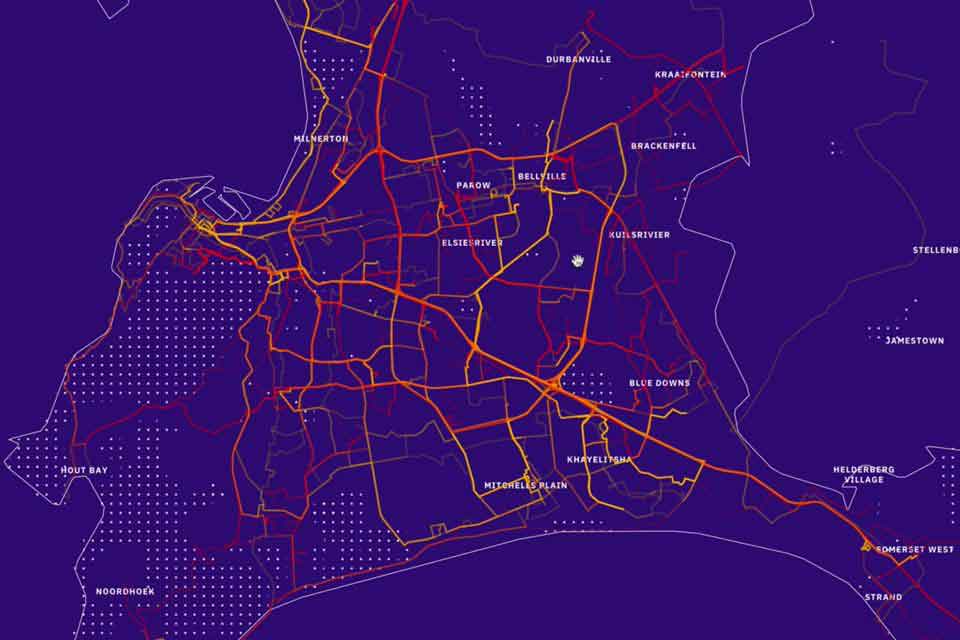 DURBANVILLE
KRAAIFONTEIN
MILNERTON
BRACKENFELL
BELLVILLE
PAROW
KUILSRIVIER
ELSIESRIVER
STELLENB
JAMESTOWN
BLUE DOWNS
KHAYELITSHA
HOUT BAY
HELDERBERG
VILLAGE
MITCHELLS PLAIN
SOMERSET WEST
NOORDHOEK
STRAND